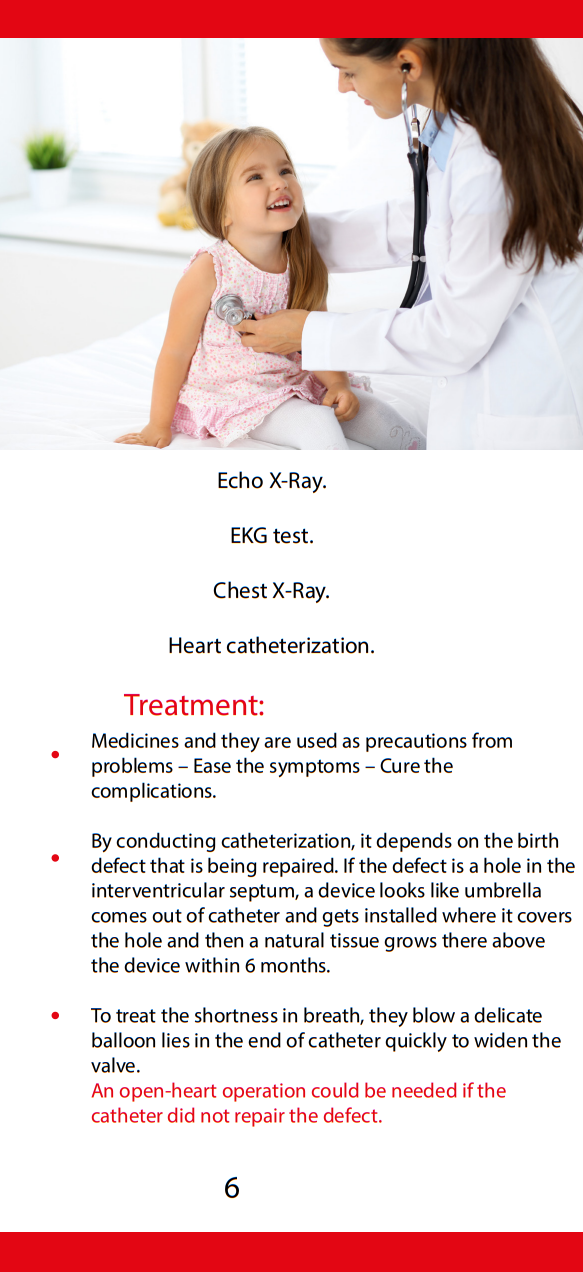 Echo X-Ray.
EKG test.
Chest X-Ray.
Heart catheterization.
Treatment:
• Medicines and they are used as precautions from
problems – Ease the symptoms – Cure the
complications.
• By conducting catheterization, it depends on the birth
defect that is being repaired. If the defect is a hole in the
interventricular septum, a device looks like umbrella
comes out of catheter and gets installed where it covers
the hole and then a natural tissue grows there above
the device within 6 months.
• To treat the shortness in breath, they blow a delicate
balloon lies in the end of catheter quickly to widen the
valve.
An open-heart operation could be needed if the
catheter did not repair the defect.
6